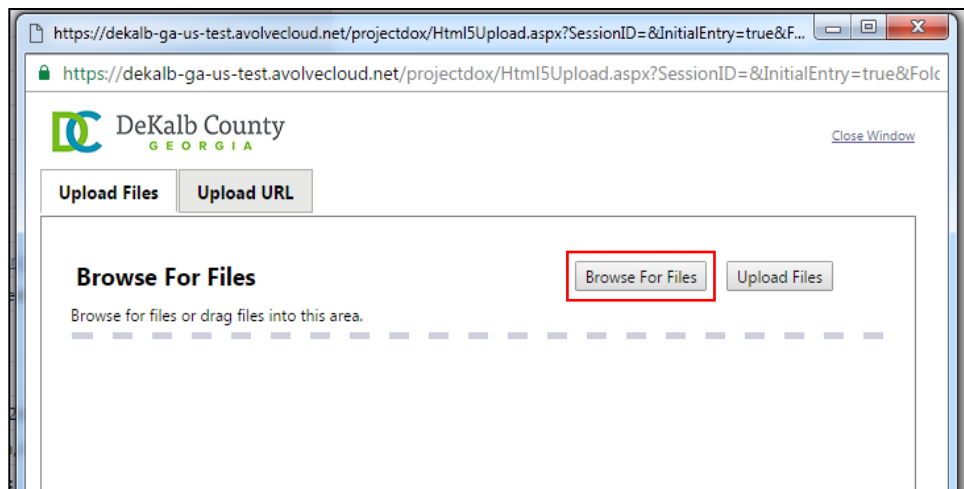 https://dekalb-ga-us-test.avolvecloud.net/projectdox/Html5Upload.aspx?SessionID=&InitialEntry=true&F...
https://dekalb-ga-us-test.avolvecloud.net/projectdox/Html5Upload.aspx?SessionID=&InitialEntry=true&Folc
DC DeKalb County
GEORGIA
Close Window
Upload Files Upload URL
Browse For Files Browse For Files Upload Files
Browse for files or drag files into this area.